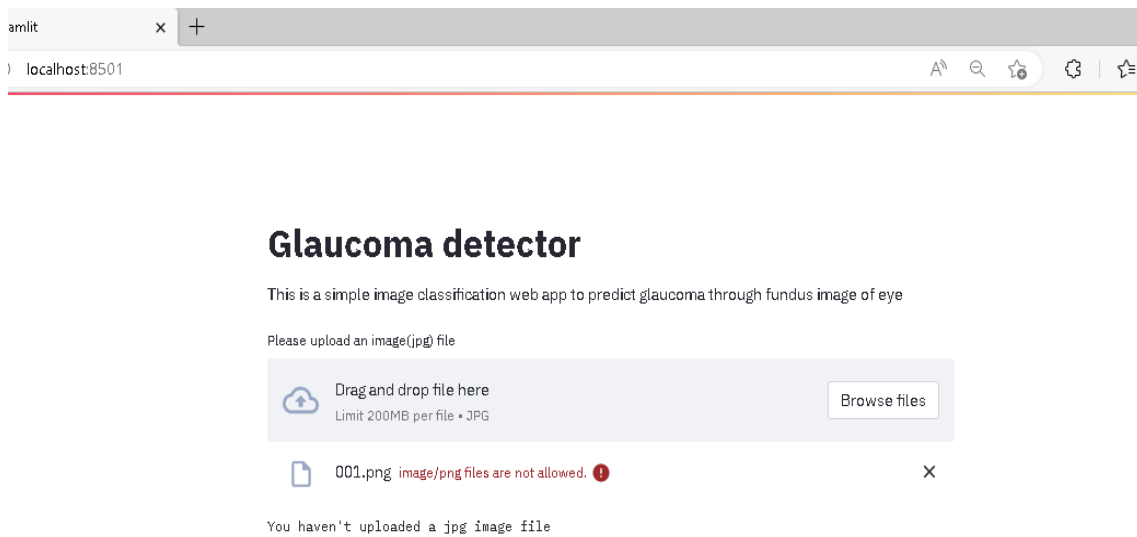 amlit
localhost:8501
Glaucoma detector
This is a simple image classification web app to predict glaucoma through fundus image of eye
Please upload an image(jpg) file
Drag and drop file here
Limit 200MB per file • JPG
Browse files
001.png image/png files are not allowed.
You haven't uploaded a jpg image file